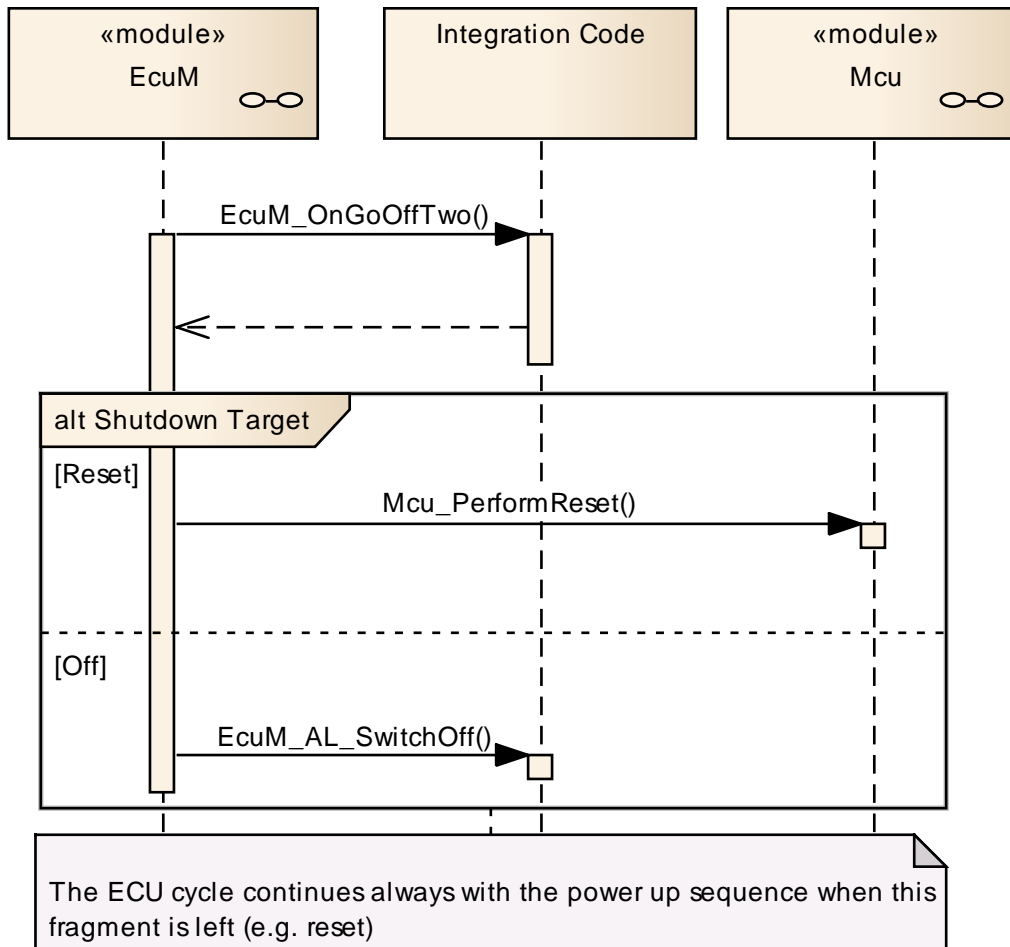 «module»
EcuM
Integration Code
«module»
Mcu
EcuM_OnGoOffTwo()
alt Shutdown Target
[Reset]
Mcu_PerformReset()
[Off]
EcuM_AL_SwitchOff()
The ECU cycle continues always with the power up sequence when this
fragment is left (e.g. reset)